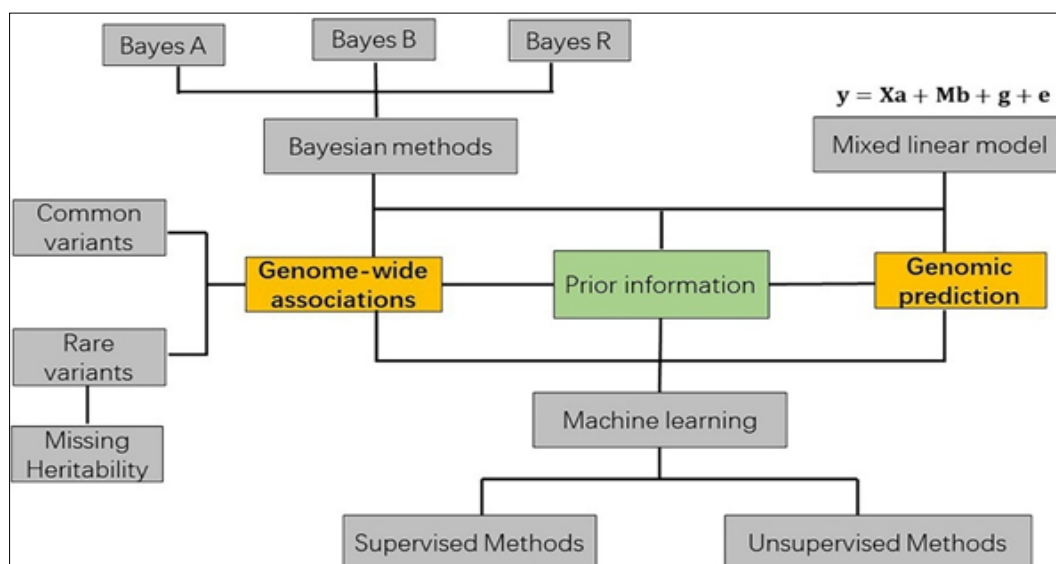 Bayes A
Bayes B
Bayes R
y = Xa + Mb + g + e
Bayesian methods
Mixed linear model
Common
variants
Genome-wide
associations
Prior information
Genomic
prediction
Rare
variants
Missing
Heritability
Machine learning
Supervised Methods
Unsupervised Methods